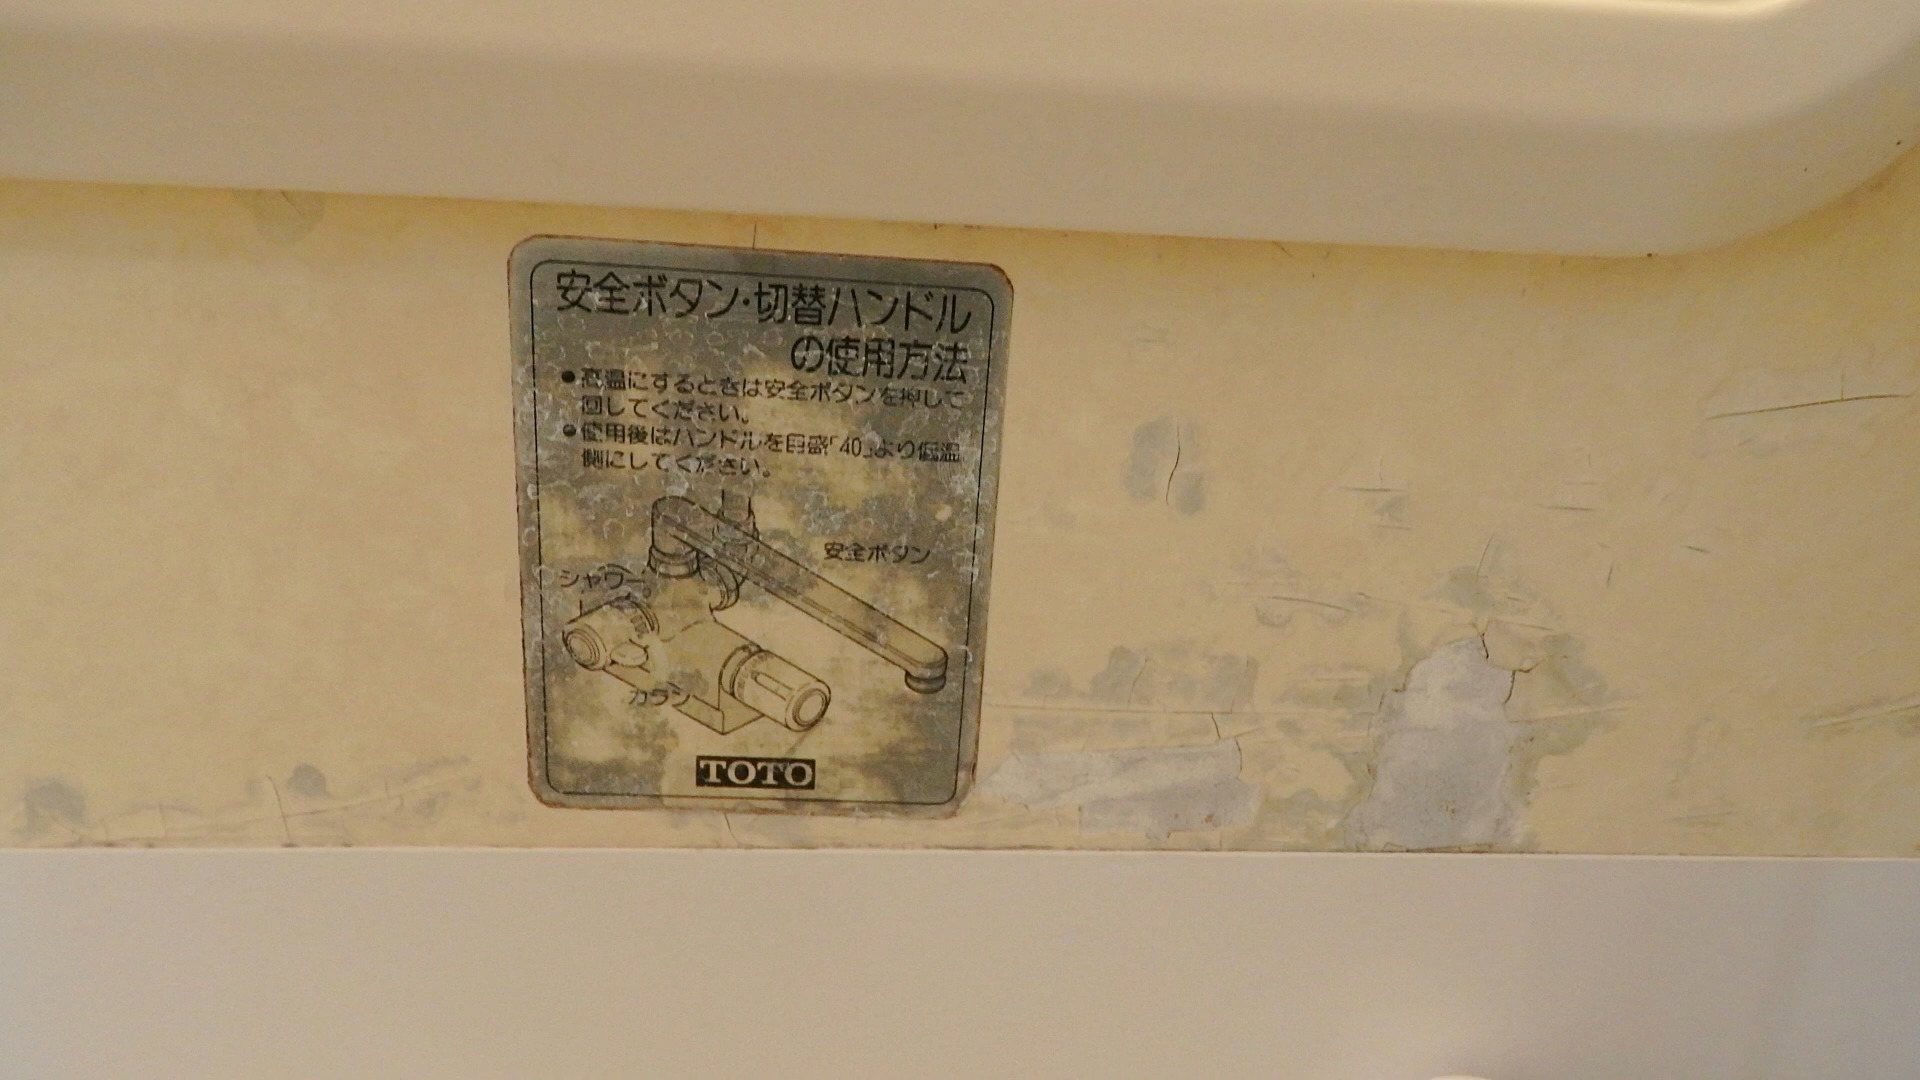 安全ボタン・切替ハンドル
の使用方法
●高温にするときは安全ボタンを押して
回してください。
●使用後はハンドルを目盛「40」より低温
側にしてください。
安全ボタン
シャワー
カラン
TOTO